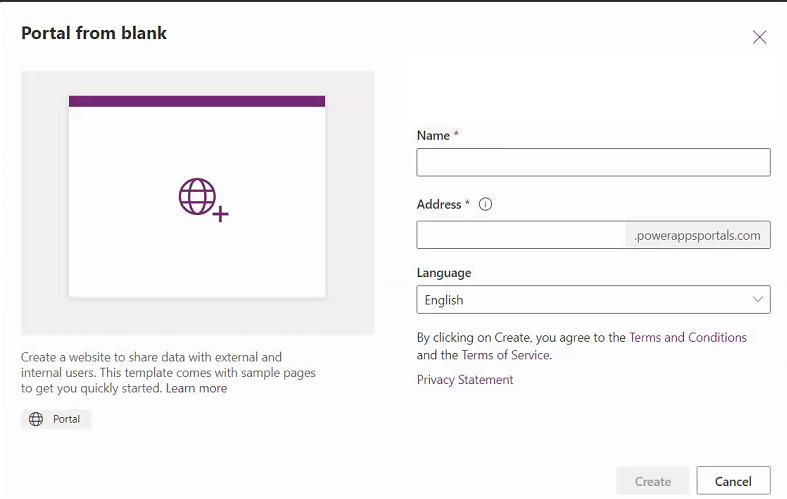 Portal from blank
Name *
Address *
.powerappsportals.com
Language
English
By clicking on Create, you agree to the Terms and Conditions
and the Terms of Service.
Privacy Statement
Create a website to share data with external and
internal users. This template comes with sample pages
to get you quickly started. Learn more
Portal
Create
Cancel